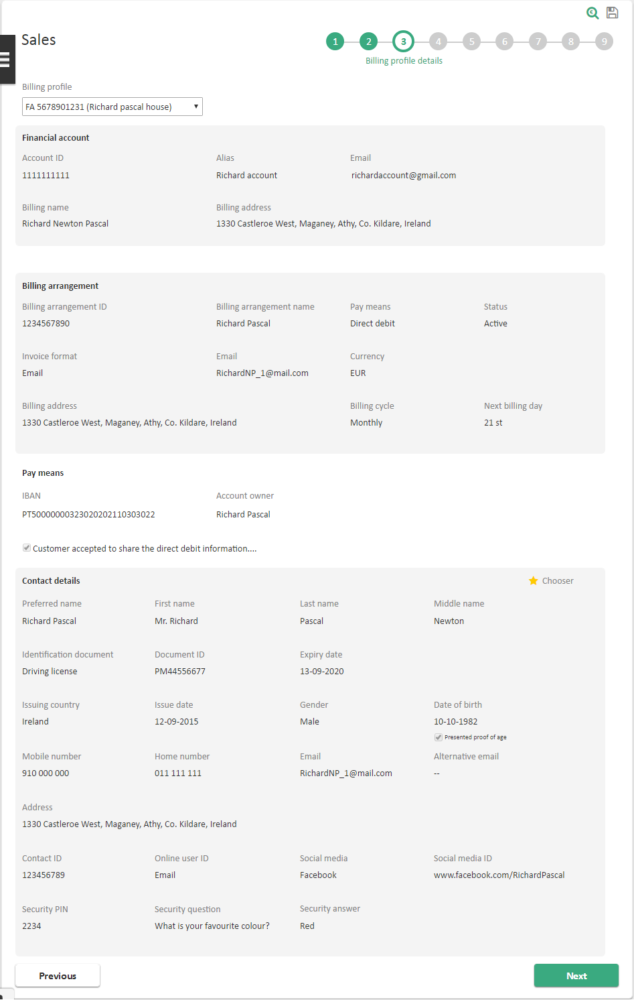 Sales
1 2 3 4 5 6 7 8 9
Billing profile details
Billing profile
FA 5678901231 (Richard pascal house)
Financial account
Account ID Alias Email
1111111111 Richard account richardaccount@gmail.com
Billing name Billing address
Richard Newton Pascal 1330 Castleroe West, Maganey, Athy, Co. Kildare, Ireland
Billing arrangement
Billing arrangement ID Billing arrangement name Pay means Status
1234567890 Richard Pascal Direct debit Active
Invoice format Email Currency
Email RichardNP_1@mail.com EUR
Billing address Billing cycle Next billing day
1330 Castleroe West, Maganey, Athy, Co. Kildare, Ireland Monthly 21 st
Pay means
IBAN Account owner
PT50000000323020202110303022 Richard Pascal
Customer accepted to share the direct debit information....
Contact details Chooser
Preferred name First name Last name Middle name
Richard Pascal Mr. Richard Pascal Newton
Identification document Document ID Expiry date
Driving license PM44556677 13-09-2020
Issuing country Issue date Gender Date of birth
Ireland 12-09-2015 Male 10-10-1982
Presented proof of age
Mobile number Home number Email Alternative email
910 000 000 011 111 111 RichardNP_1@mail.com --
Address
1330 Castleroe West, Maganey, Athy, Co. Kildare, Ireland
Contact ID Online user ID Social media Social media ID
123456789 Email Facebook www.facebook.com/RichardPascal
Security PIN Security question Security answer
2234 What is your favourite colour? Red
Previous Next